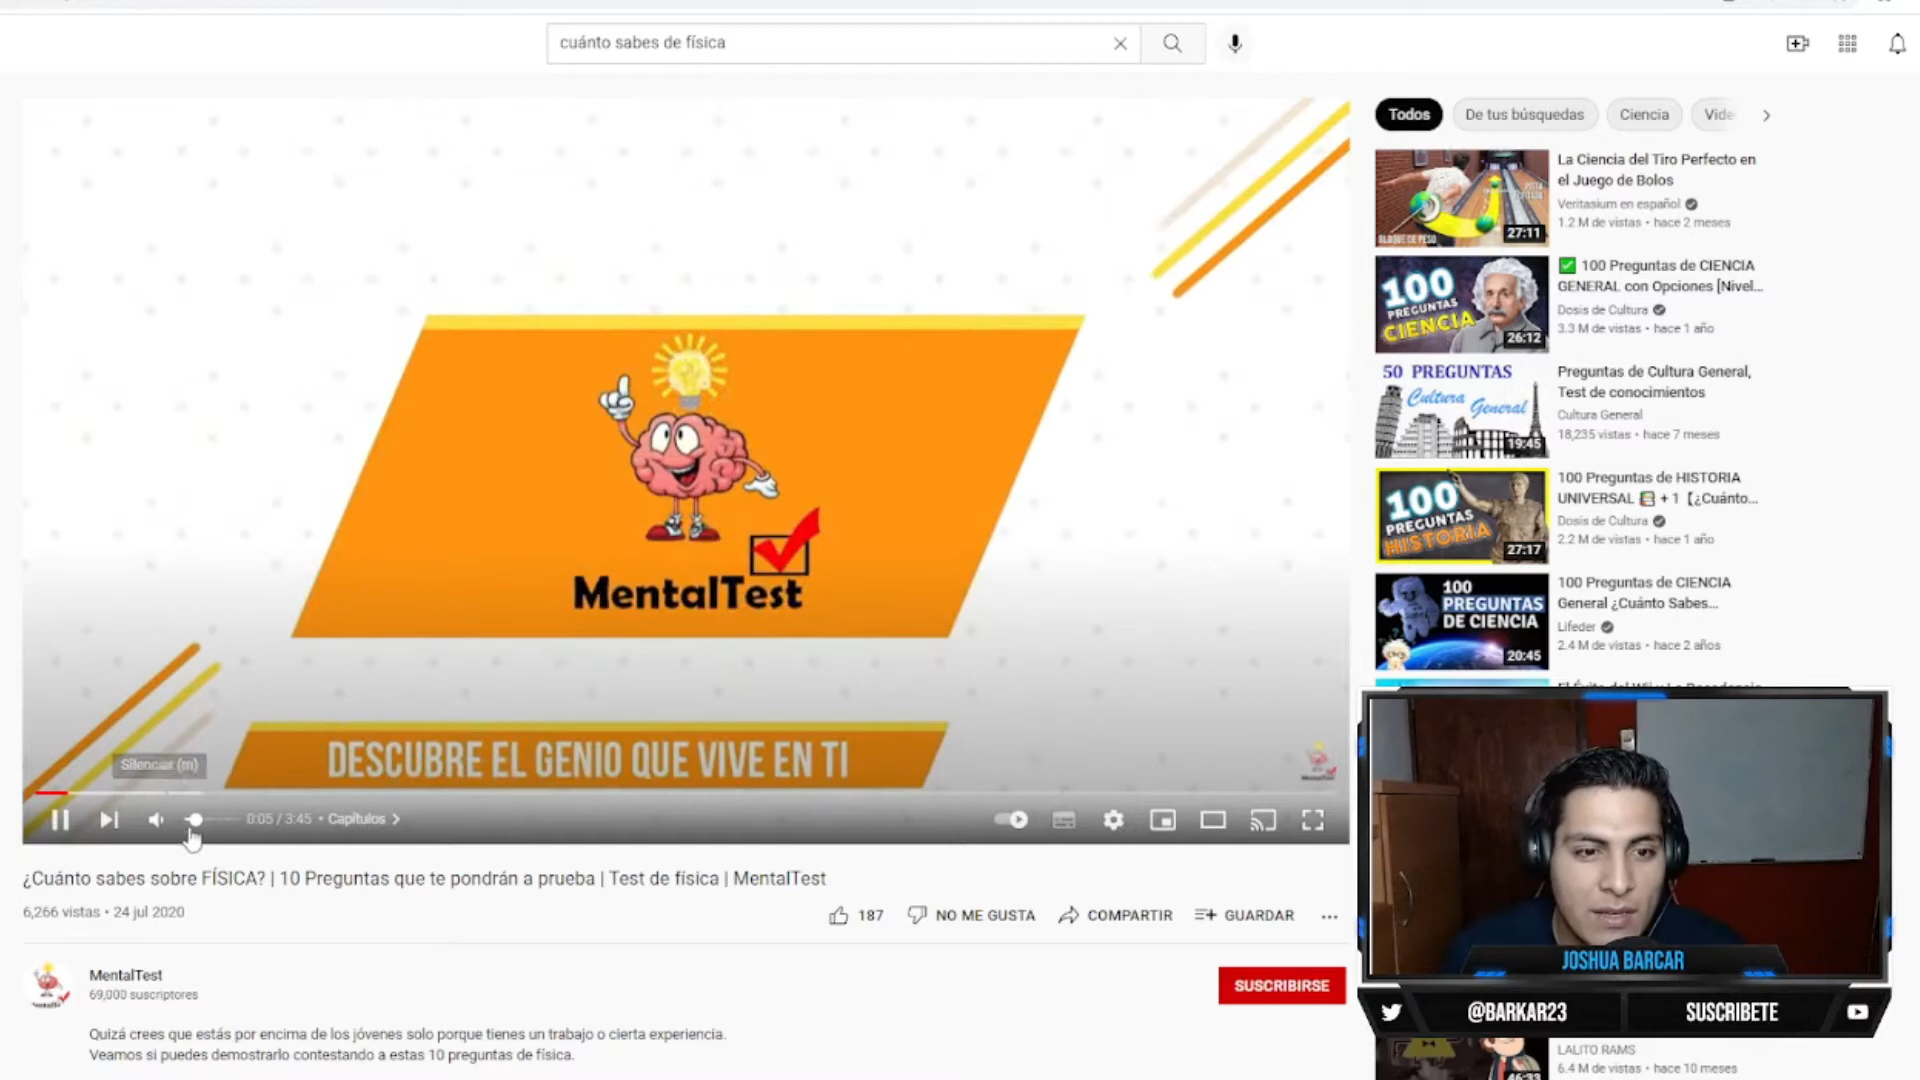 cuánto sabes de física
MentalTest
DESCUBRE EL GENIO QUE VIVE EN TI
Silenciar (m)
0:05 / 3:45 • Capítulos
¿Cuánto sabes sobre FÍSICA? | 10 Preguntas que te pondrán a prueba | Test de física | MentalTest
6,266 vistas • 24 jul 2020
187
NO ME GUSTA
COMPARTIR
GUARDAR
MentalTest
69,000 suscriptores
SUSCRIBIRSE
Quizá crees que estás por encima de los jóvenes solo porque tienes un trabajo o cierta experiencia.
Veamos si puedes demostrarlo contestando a estas 10 preguntas de física.
Todos
De tus búsquedas
Ciencia
Vide
27:11
La Ciencia del Tiro Perfecto en
el Juego de Bolos
Veritasium en español
1.2 M de vistas • hace 2 meses
100
PREGUNTAS
CIENCIA
26:12
100 Preguntas de CIENCIA
GENERAL con Opciones [Nivel...
Dosis de Cultura
3.3 M de vistas • hace 1 año
50 PREGUNTAS
Cultura
General
19:45
Preguntas de Cultura General,
Test de conocimientos
Cultura General
18,235 vistas • hace 7 meses
100
PREGUNTAS
HISTORIA
27:17
100 Preguntas de HISTORIA
UNIVERSAL + 1【¿Cuánto...
Dosis de Cultura
2.2 M de vistas • hace 1 año
100
PREGUNTAS
DE CIENCIA
20:45
100 Preguntas de CIENCIA
General ¿Cuánto Sabes...
Lifeder
2.4 M de vistas • hace 2 años
JOSHUA BARCAR
@BARKAR23
SUSCRIBETE
LALITO RAMS
6.4 M de vistas • hace 10 meses
46:33